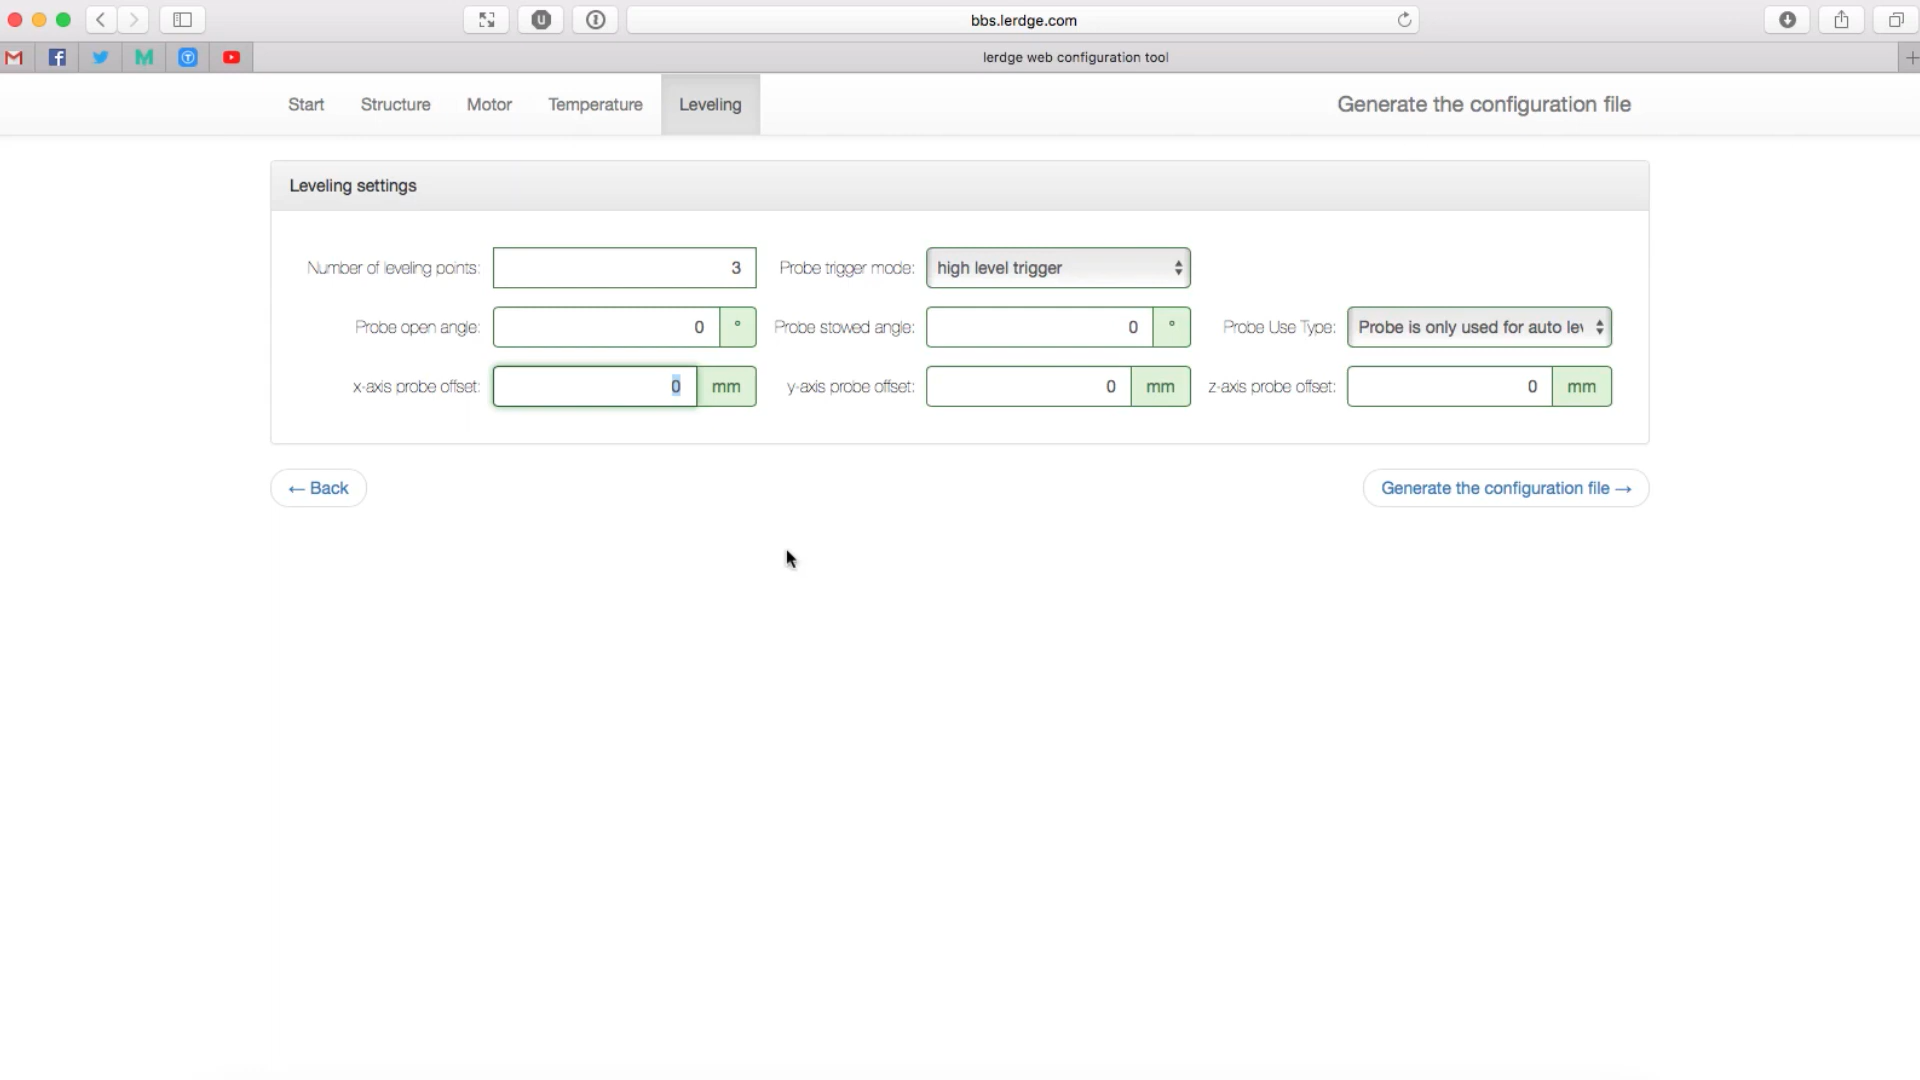 bbs.lerdge.com
lerdge web configuration tool
Start Structure Motor Temperature Leveling Generate the configuration file
Leveling settings
Number of leveling points: 3 Probe trigger mode: high level trigger
Probe open angle: 0 ° Probe stowed angle: 0 ° Probe Use Type: Probe is only used for auto lev
x-axis probe offset: 0 mm y-axis probe offset: 0 mm z-axis probe offset: 0 mm
← Back Generate the configuration file →